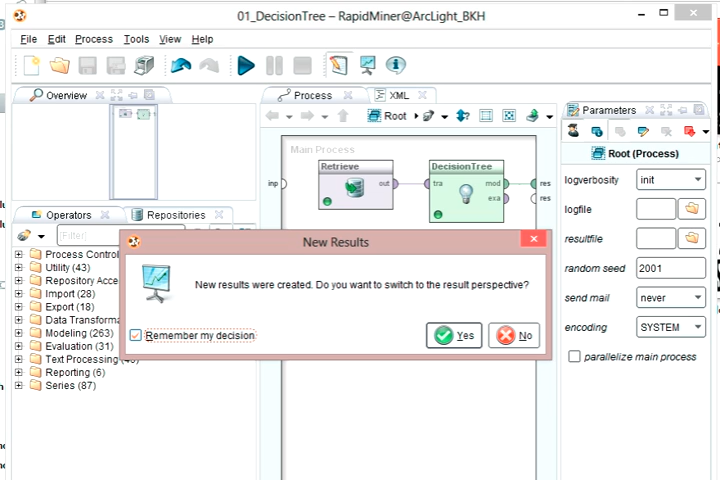 01_DecisionTree – RapidMiner@ArcLight_BKH
File Edit Process Tools View Help
Overview
Process
XML
Parameters
Root
Root (Process)
Main Process
Retrieve
DecisionTree
inp
out
tra
mod
exa
res
res
logverbosity
init
logfile
resultfile
random seed
2001
send mail
never
encoding
SYSTEM
parallelize main process
Operators
Repositories
[Filter]
Process Control
Utility (43)
Repository Acce
Import (28)
Export (18)
Data Transforma
Modeling (263)
Evaluation (31)
Text Processing
Reporting (6)
Series (87)
New Results
New results were created. Do you want to switch to the result perspective?
Remember my decision
Yes
No